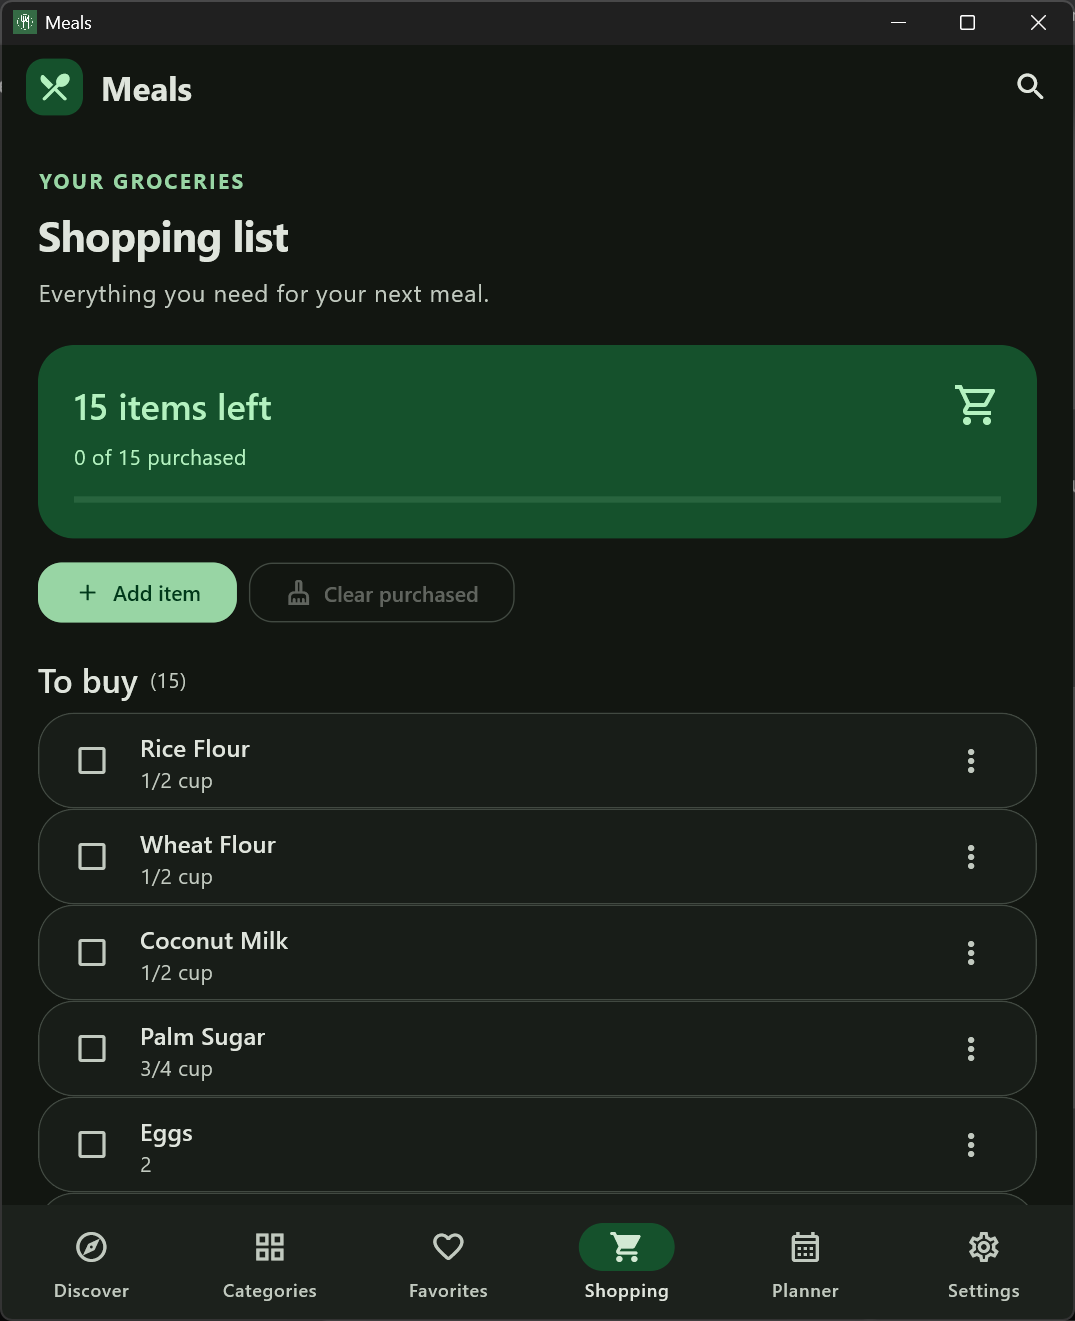 Meals
Meals
YOUR GROCERIES
Shopping list
Everything you need for your next meal.
15 items left
0 of 15 purchased
Add item
Clear purchased
To buy (15)
Rice Flour
1/2 cup
Wheat Flour
1/2 cup
Coconut Milk
1/2 cup
Palm Sugar
3/4 cup
Eggs
2
Discover Categories Favorites Shopping Planner Settings